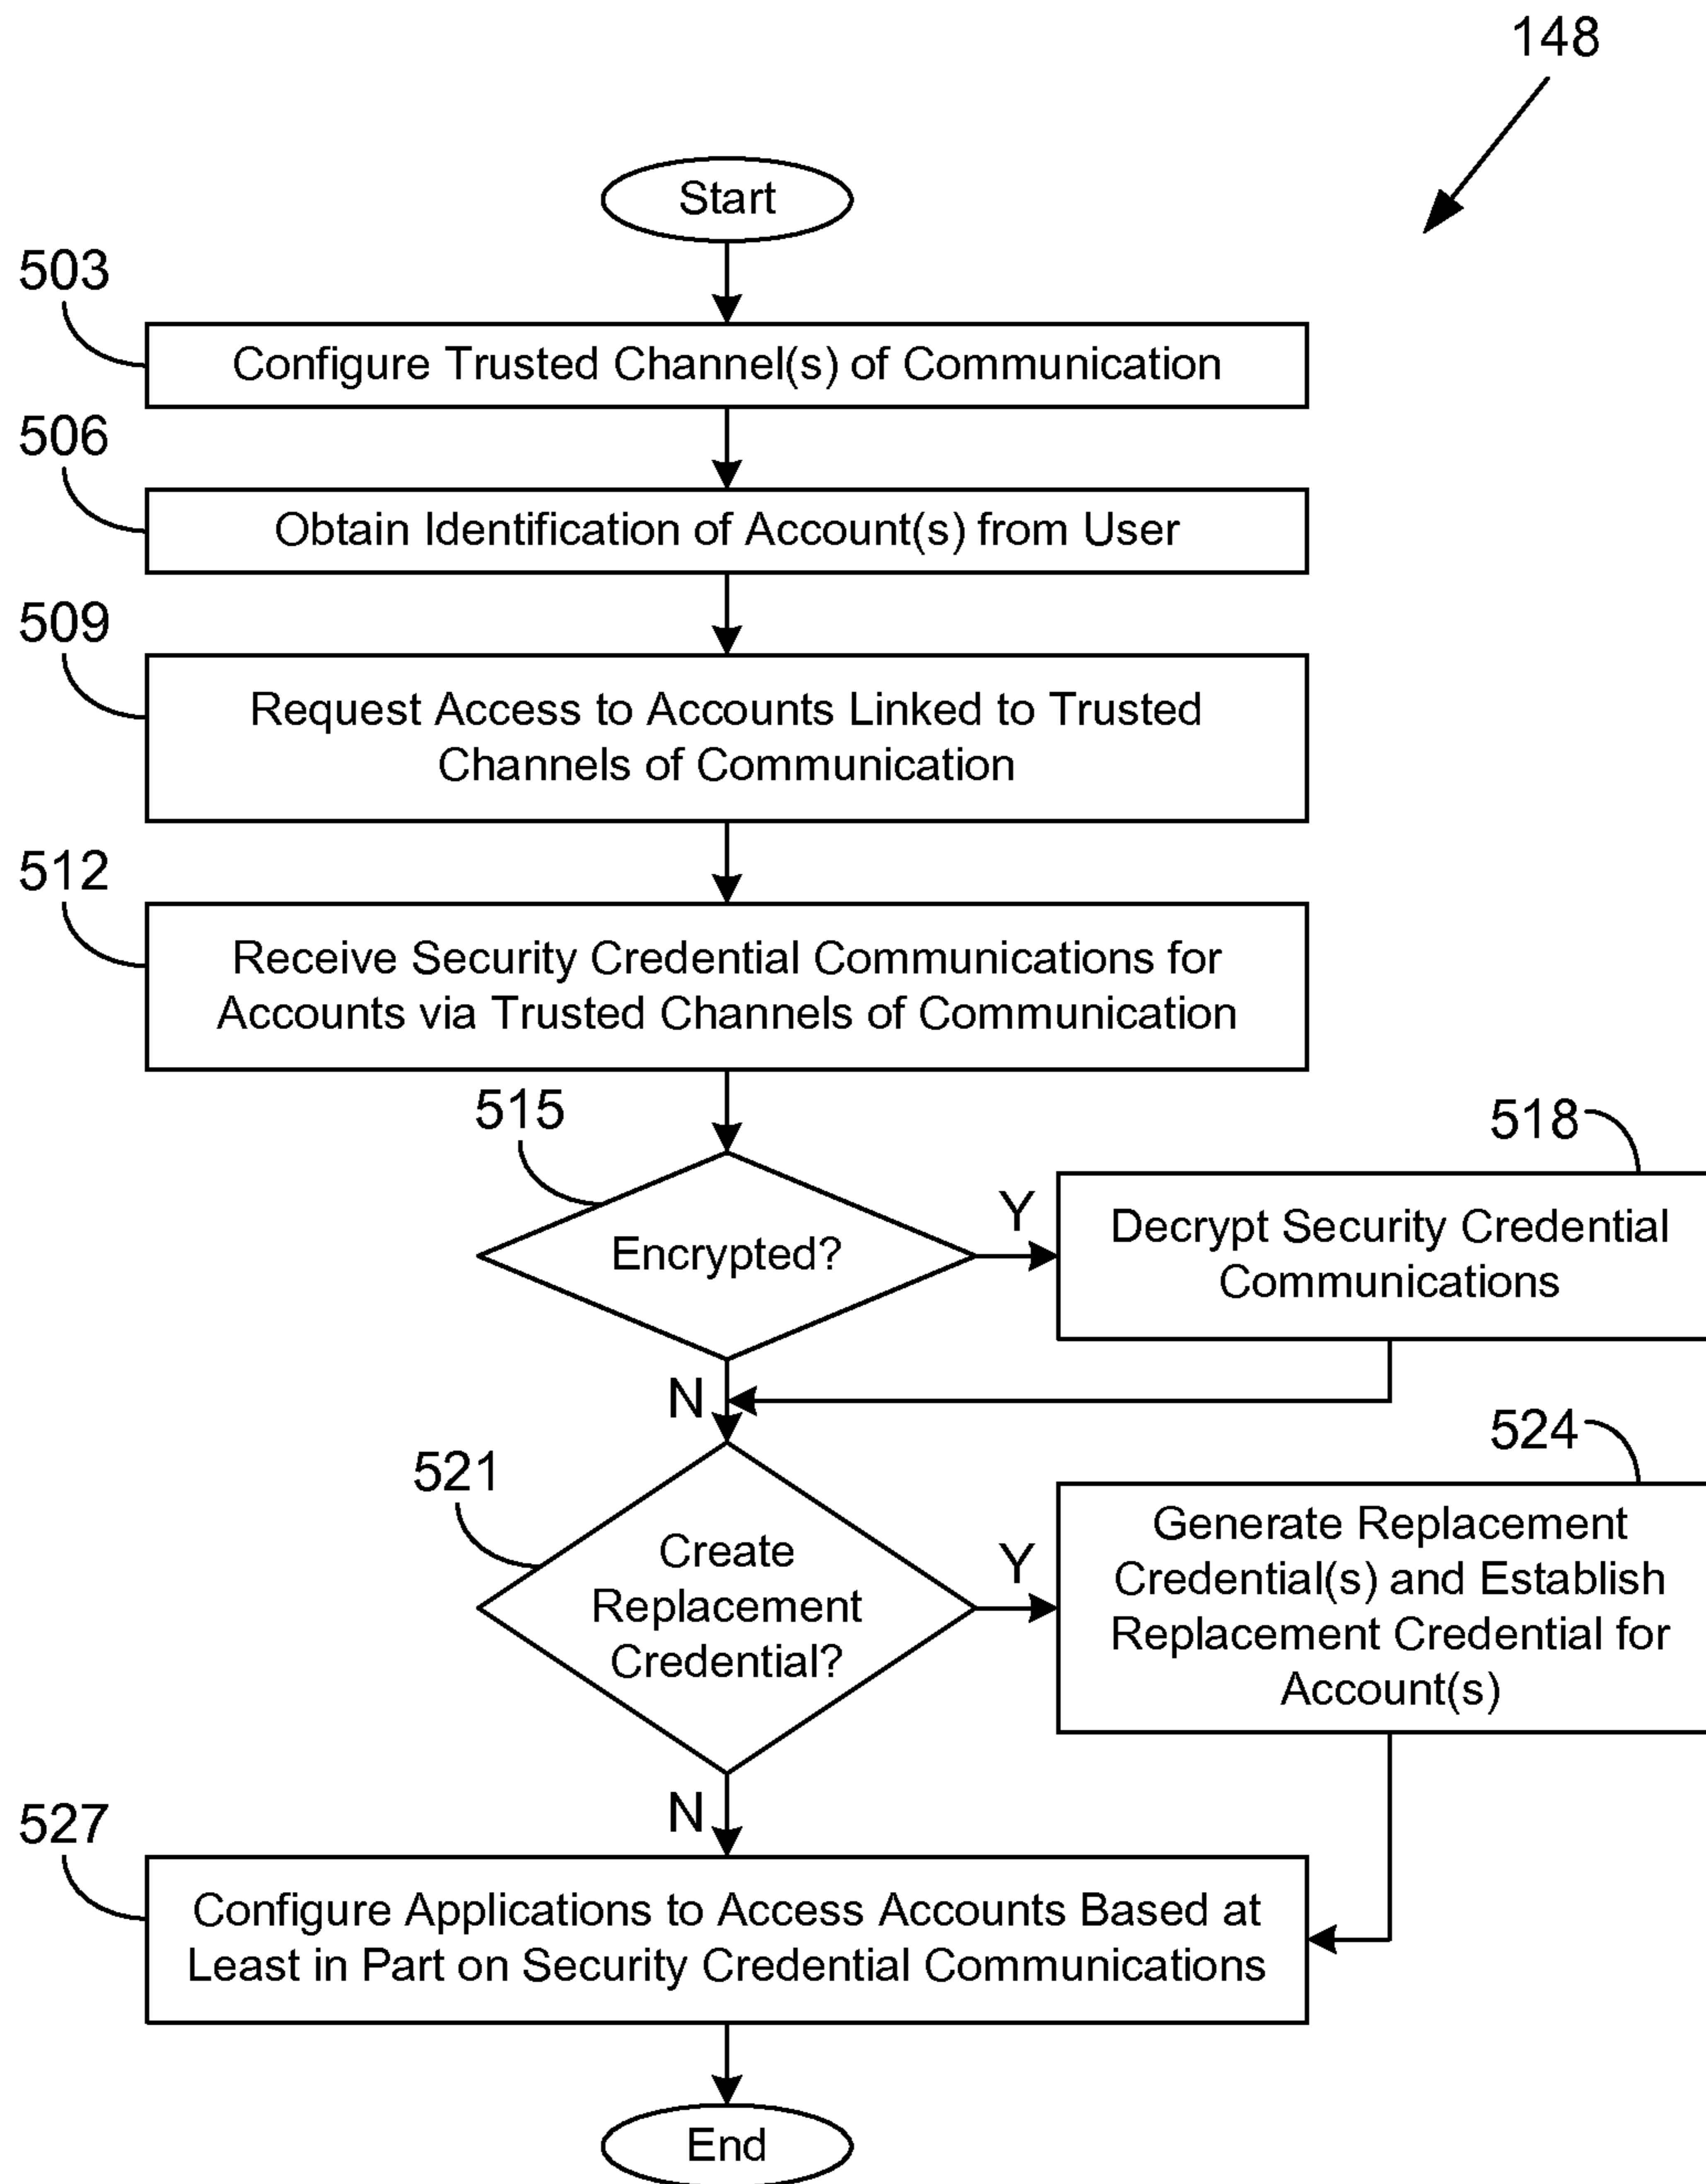 148
Start
503
Configure Trusted Channel(s) of Communication
506
Obtain Identification of Account(s) from User
509
Request Access to Accounts Linked to Trusted
Channels of Communication
512
Receive Security Credential Communications for
Accounts via Trusted Channels of Communication
515
Encrypted?
Y
518
Decrypt Security Credential
Communications
N
521
Create
Replacement
Credential?
Y
524
Generate Replacement
Credential(s) and Establish
Replacement Credential for
Account(s)
N
527
Configure Applications to Access Accounts Based at
Least in Part on Security Credential Communications
End